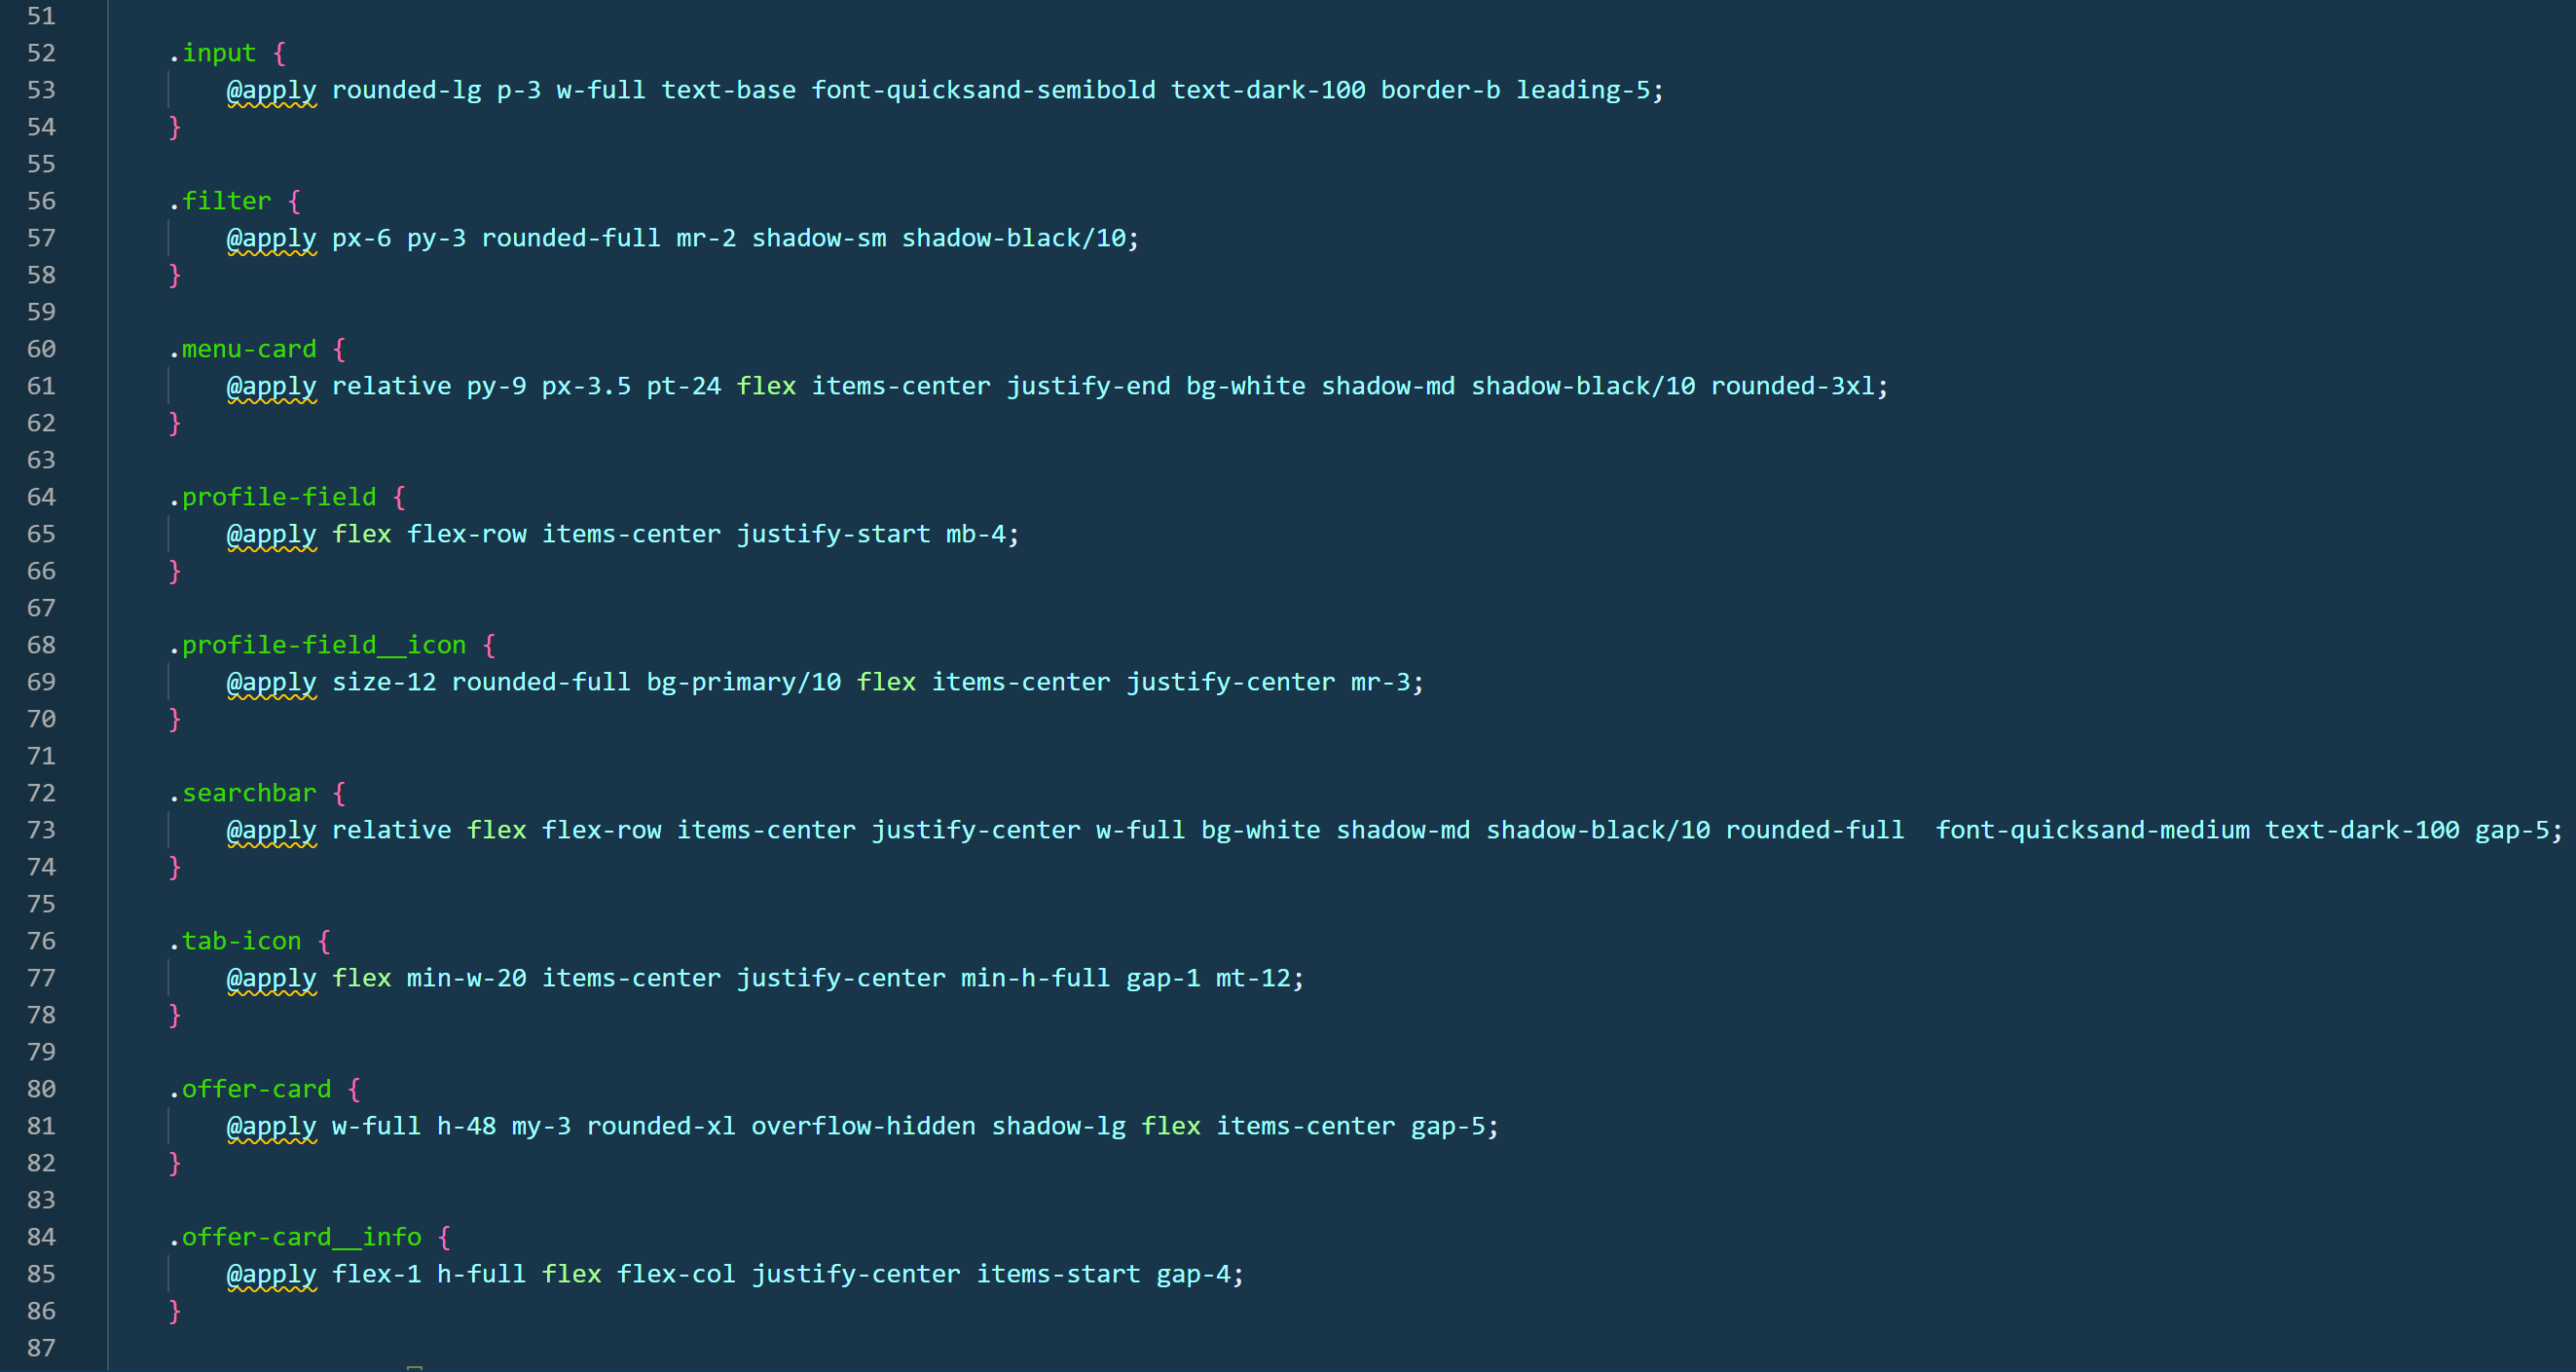 51
52 .input {
53 @apply rounded-lg p-3 w-full text-base font-quicksand-semibold text-dark-100 border-b leading-5;
54 }
55
56 .filter {
57 @apply px-6 py-3 rounded-full mr-2 shadow-sm shadow-black/10;
58 }
59
60 .menu-card {
61 @apply relative py-9 px-3.5 pt-24 flex items-center justify-end bg-white shadow-md shadow-black/10 rounded-3xl;
62 }
63
64 .profile-field {
65 @apply flex flex-row items-center justify-start mb-4;
66 }
67
68 .profile-field__icon {
69 @apply size-12 rounded-full bg-primary/10 flex items-center justify-center mr-3;
70 }
71
72 .searchbar {
73 @apply relative flex flex-row items-center justify-center w-full bg-white shadow-md shadow-black/10 rounded-full  font-quicksand-medium text-dark-100 gap-5;
74 }
75
76 .tab-icon {
77 @apply flex min-w-20 items-center justify-center min-h-full gap-1 mt-12;
78 }
79
80 .offer-card {
81 @apply w-full h-48 my-3 rounded-xl overflow-hidden shadow-lg flex items-center gap-5;
82 }
83
84 .offer-card__info {
85 @apply flex-1 h-full flex flex-col justify-center items-start gap-4;
86 }
87